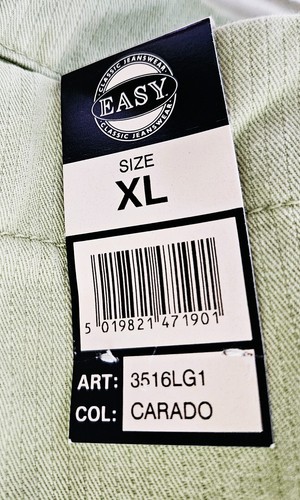 CLASSIC JEANSWEAR
EASY
CLASSIC JEANSWEAR
SIZE
XL
5 019821 471901
ART: 3516LG1
COL: CARADO